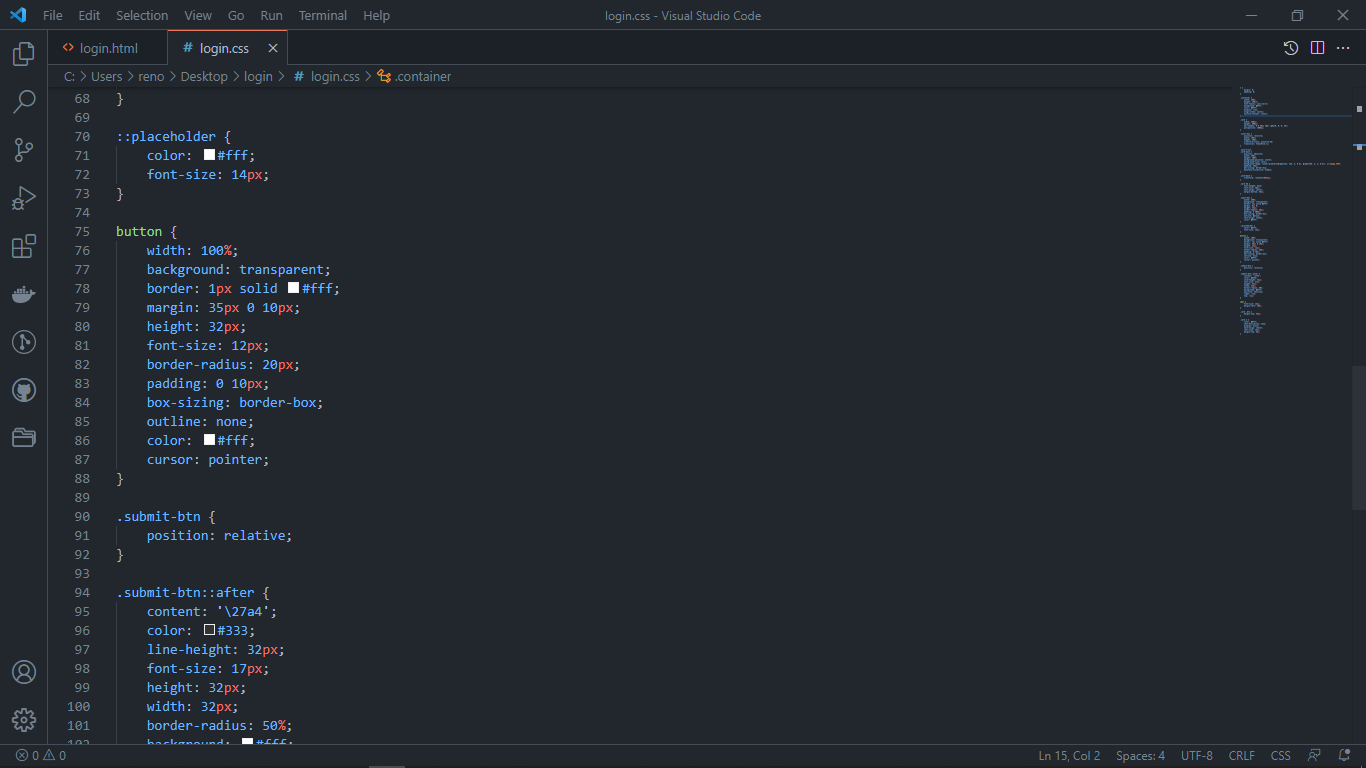 File Edit Selection View Go Run Terminal Help login.css - Visual Studio Code
<> login.html # login.css
C: > Users > reno > Desktop > login > # login.css > .container
68 }
69
70 ::placeholder {
71 color: #fff;
72 font-size: 14px;
73 }
74
75 button {
76 width: 100%;
77 background: transparent;
78 border: 1px solid #fff;
79 margin: 35px 0 10px;
80 height: 32px;
81 font-size: 12px;
82 border-radius: 20px;
83 padding: 0 10px;
84 box-sizing: border-box;
85 outline: none;
86 color: #fff;
87 cursor: pointer;
88 }
89
90 .submit-btn {
91 position: relative;
92 }
93
94 .submit-btn::after {
95 content: '\27a4';
96 color: #333;
97 line-height: 32px;
98 font-size: 17px;
99 height: 32px;
100 width: 32px;
101 border-radius: 50%;
102 background: #fff;
0 0 Ln 15, Col 2 Spaces: 4 UTF-8 CRLF CSS